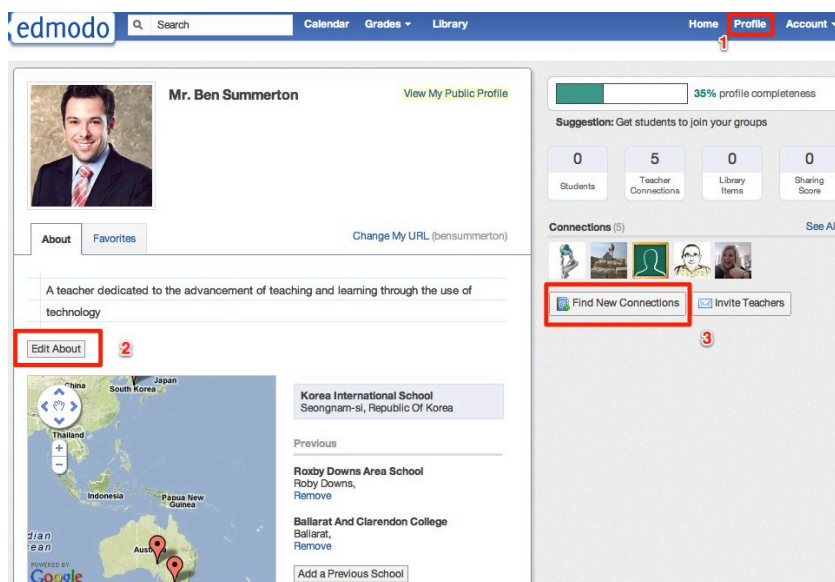 edmodo
Search
Calendar Grades Library
Home Profile Account
1
Mr. Ben Summerton
View My Public Profile
About Favorites
Change My URL (bensummerton)
A teacher dedicated to the advancement of teaching and learning through the use of
technology
Edit About
2
China
Japan
South Korea
Thailand
Indonesia
Papua New
Guinea
dian
ean
POWERED BY
Google
Korea International School
Seongnam-si, Republic Of Korea
Previous
Roxby Downs Area School
Roby Downs,
Remove
Ballarat And Clarendon College
Ballarat,
Remove
Add a Previous School
35% profile completeness
Suggestion: Get students to join your groups
0 5 0 0
Students Teacher Connections Library Items Sharing Score
Connections (5)
See Al
Find New Connections
Invite Teachers
3